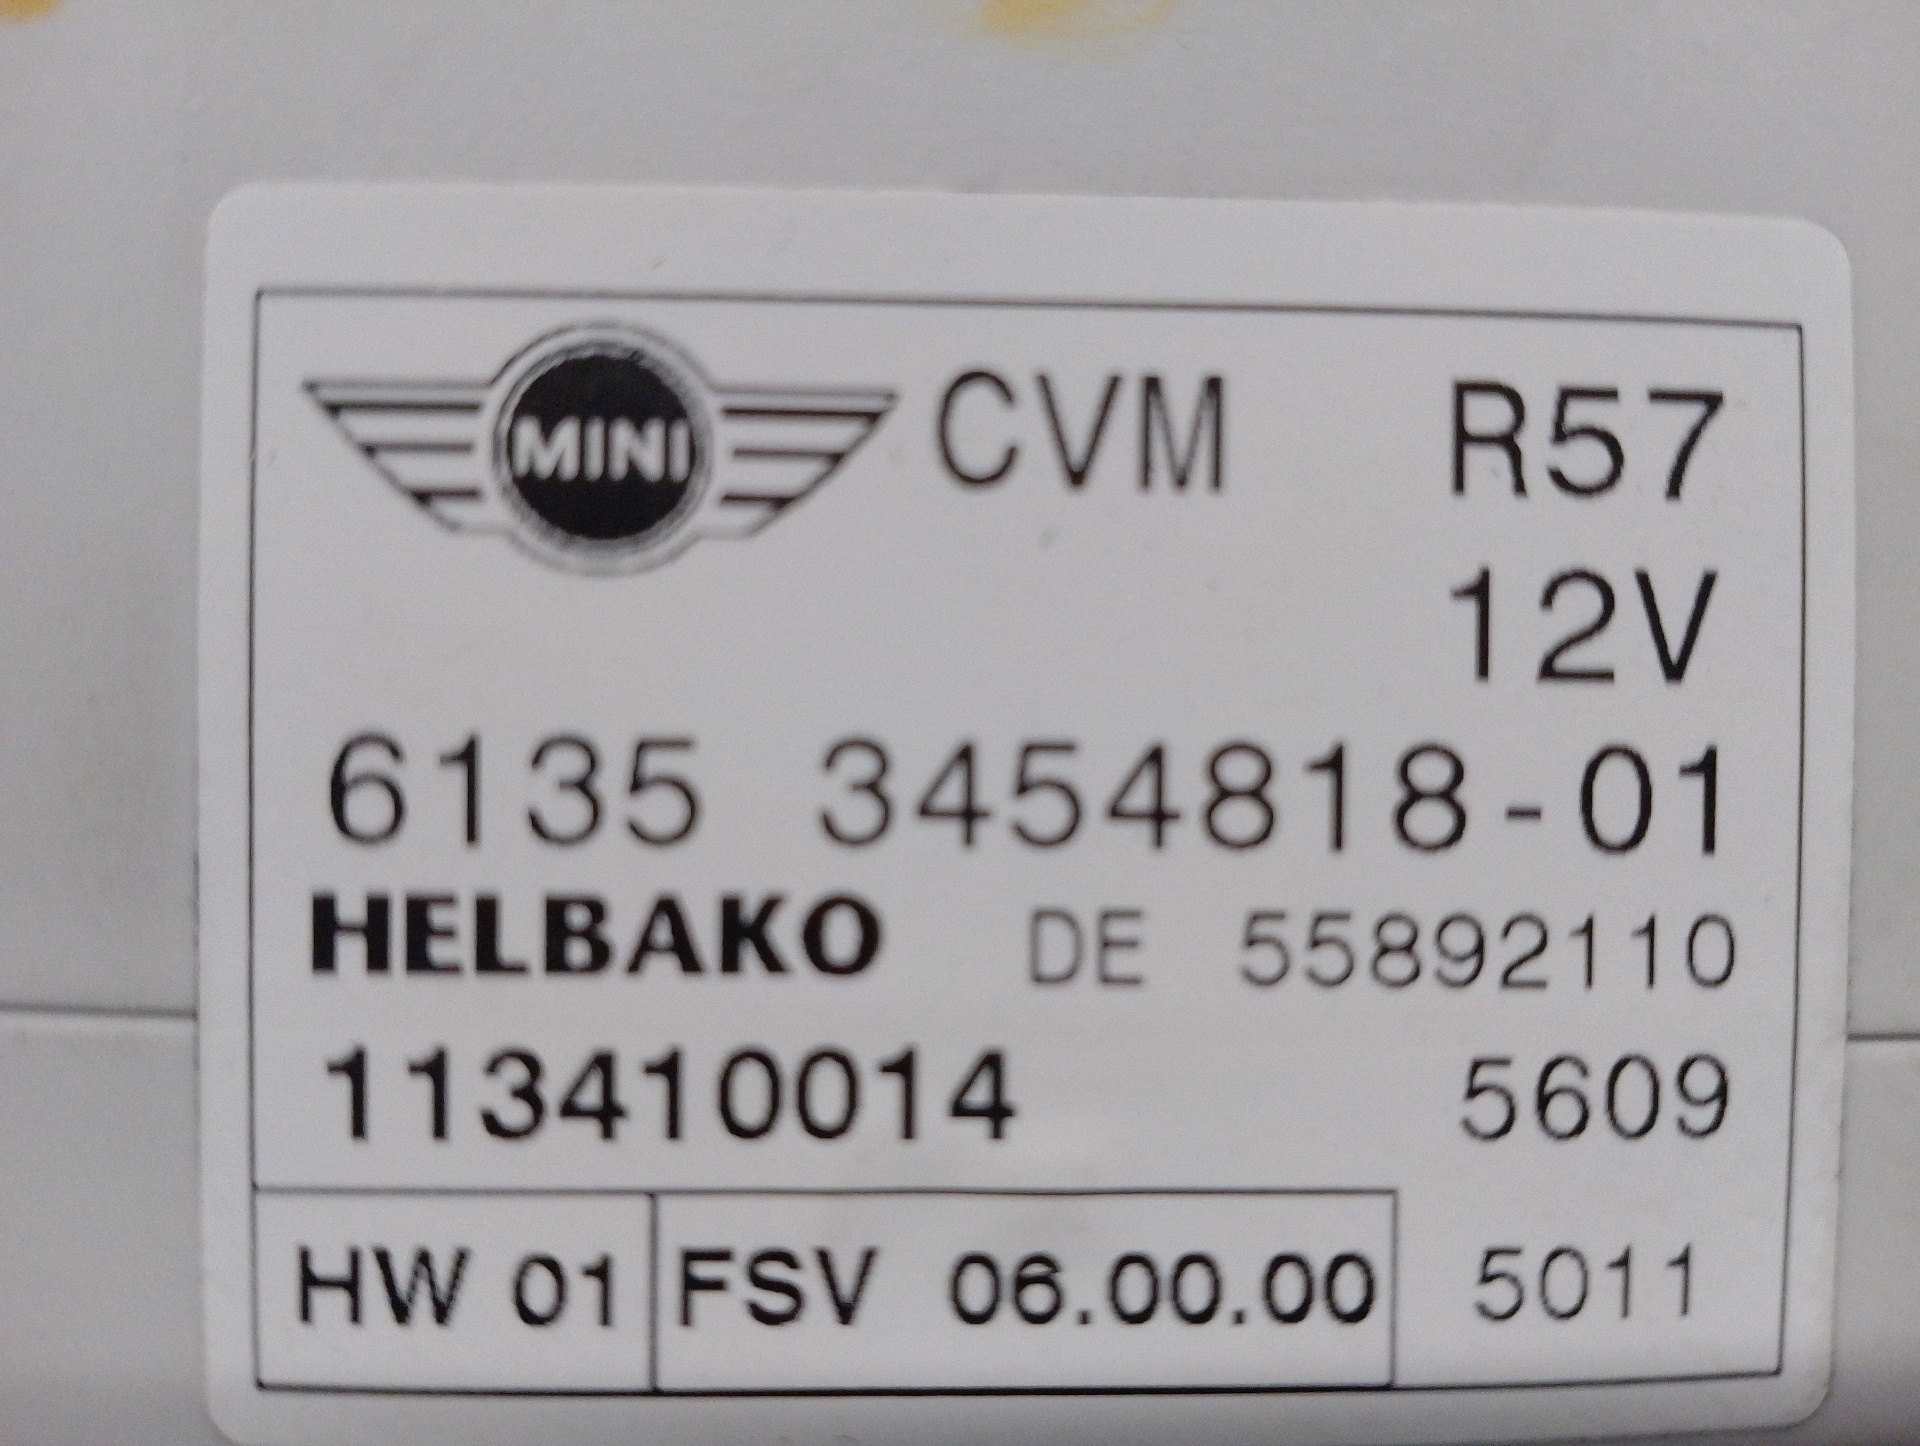 MINI CVM R57
12V
6135 3454818-01
HELBAKO DE 55892110
113410014 5609
HW 01 FSV 06.00.00 5011